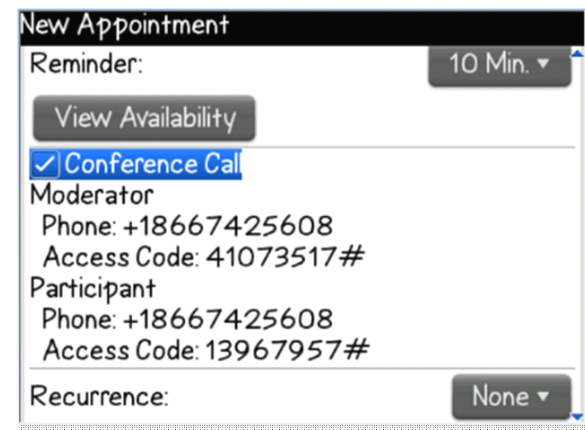 New Appointment
Reminder: 10 Min.
View Availability
Conference Call
Moderator
Phone: +18667425608
Access Code: 41073517#
Participant
Phone: +18667425608
Access Code: 13967957#
Recurrence: None